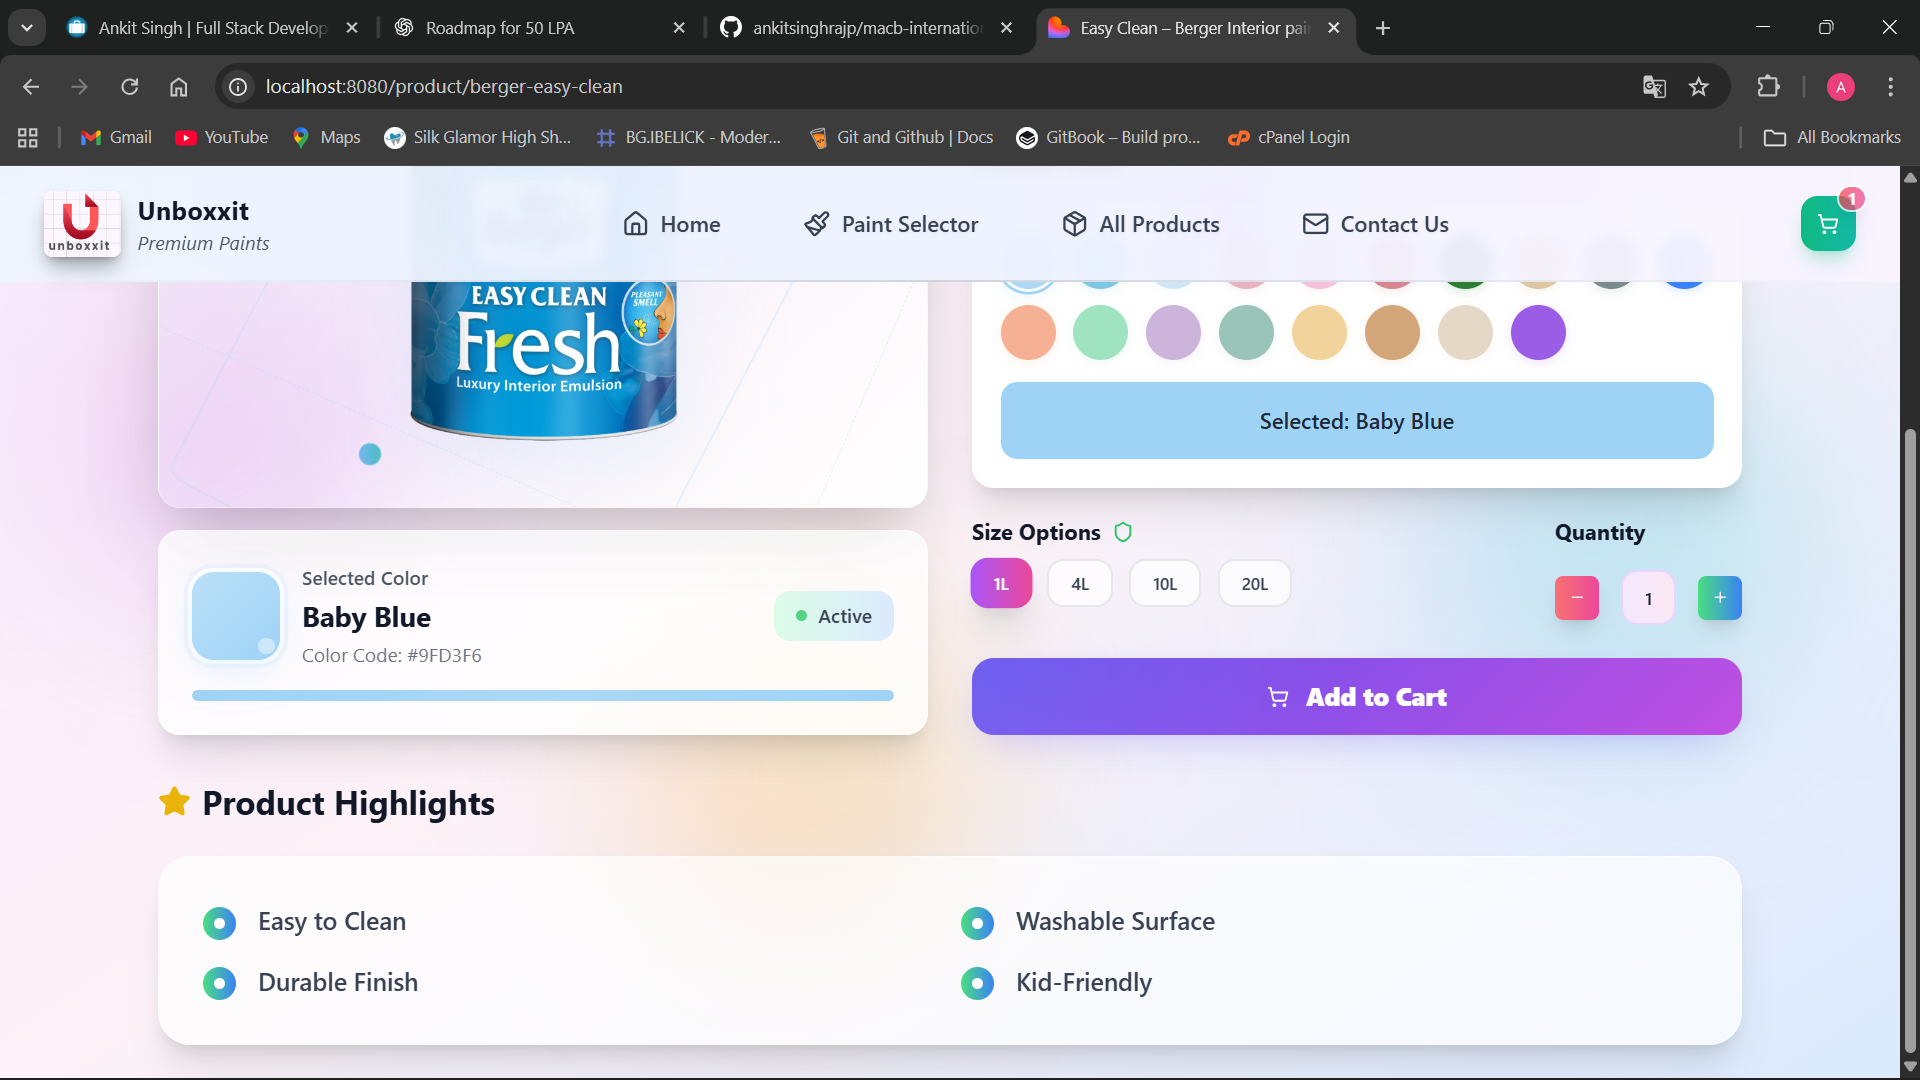 Ankit Singh | Full Stack Develop
Roadmap for 50 LPA
ankitsinghrajp/macb-internatio
Easy Clean – Berger Interior pai
localhost:8080/product/berger-easy-clean
A
Gmail
YouTube
Maps
Silk Glamor High Sh...
BG.IBELICK - Moder...
Git and Github | Docs
GitBook – Build pro...
cPanel Login
All Bookmarks
unboxxit
Unboxxit
Premium Paints
Home
Paint Selector
All Products
Contact Us
1
EASY CLEAN
PLEASANT
SMELL
Fresh
Luxury Interior Emulsion
Selected: Baby Blue
Selected Color
Baby Blue
Color Code: #9FD3F6
Active
Size Options
1L
4L
10L
20L
Quantity
−
1
+
Add to Cart
Product Highlights
Easy to Clean
Washable Surface
Durable Finish
Kid-Friendly